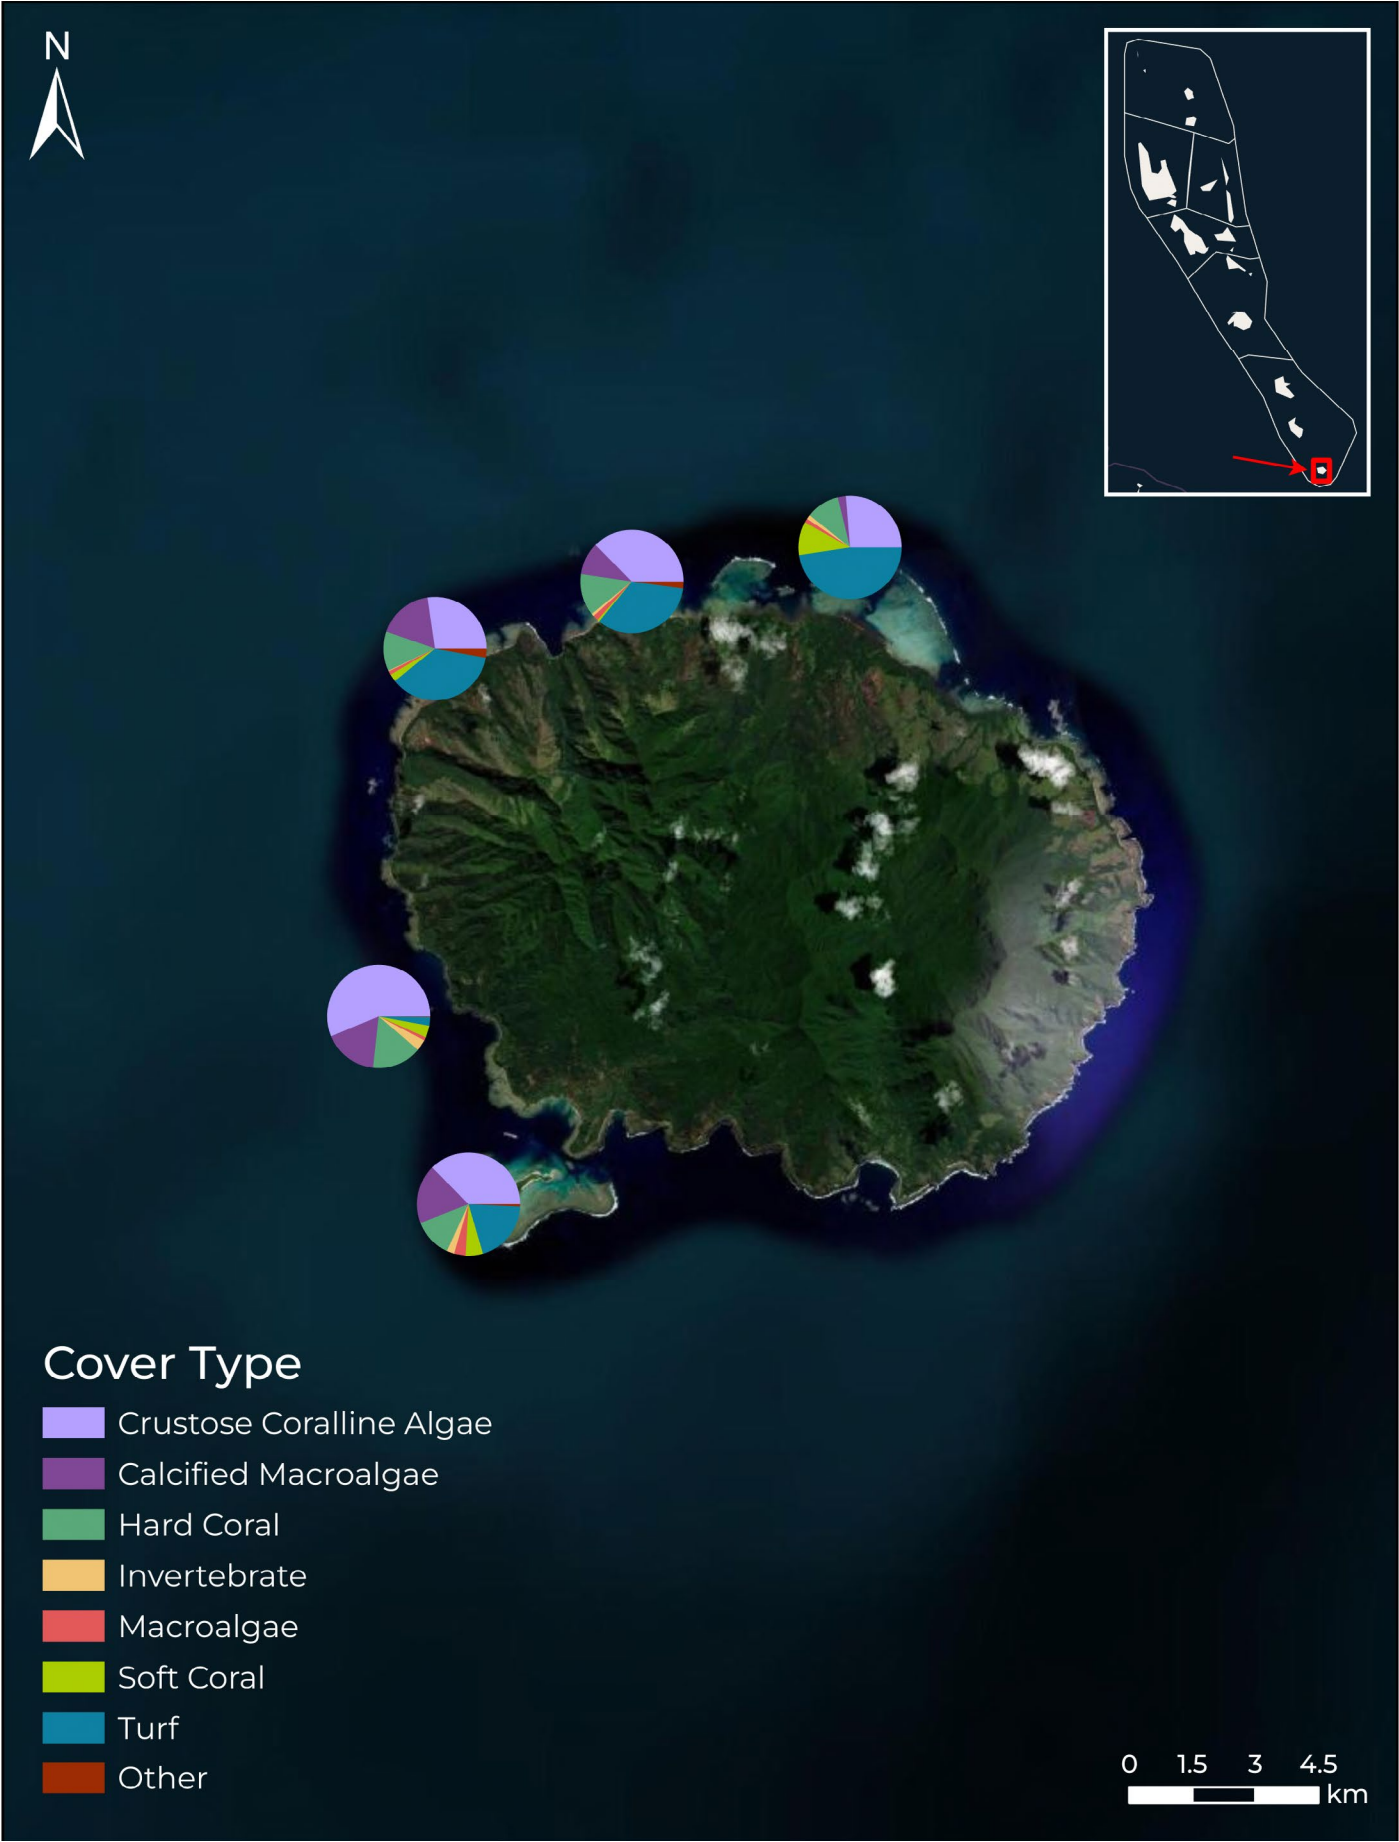 N
Cover Type
Crustose Coralline Algae
Calcified Macroalgae
Hard Coral
Invertebrate
Macroalgae
Soft Coral
Turf
Other
0 1.5 3 4.5
km